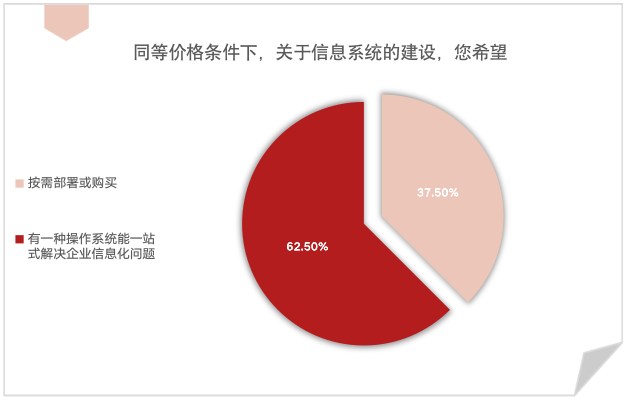 同等价格条件下，关于信息系统的建设，您希望
37.50%
按需部署或购买
有一种操作系统能一站
式解决企业信息化问题
62.50%